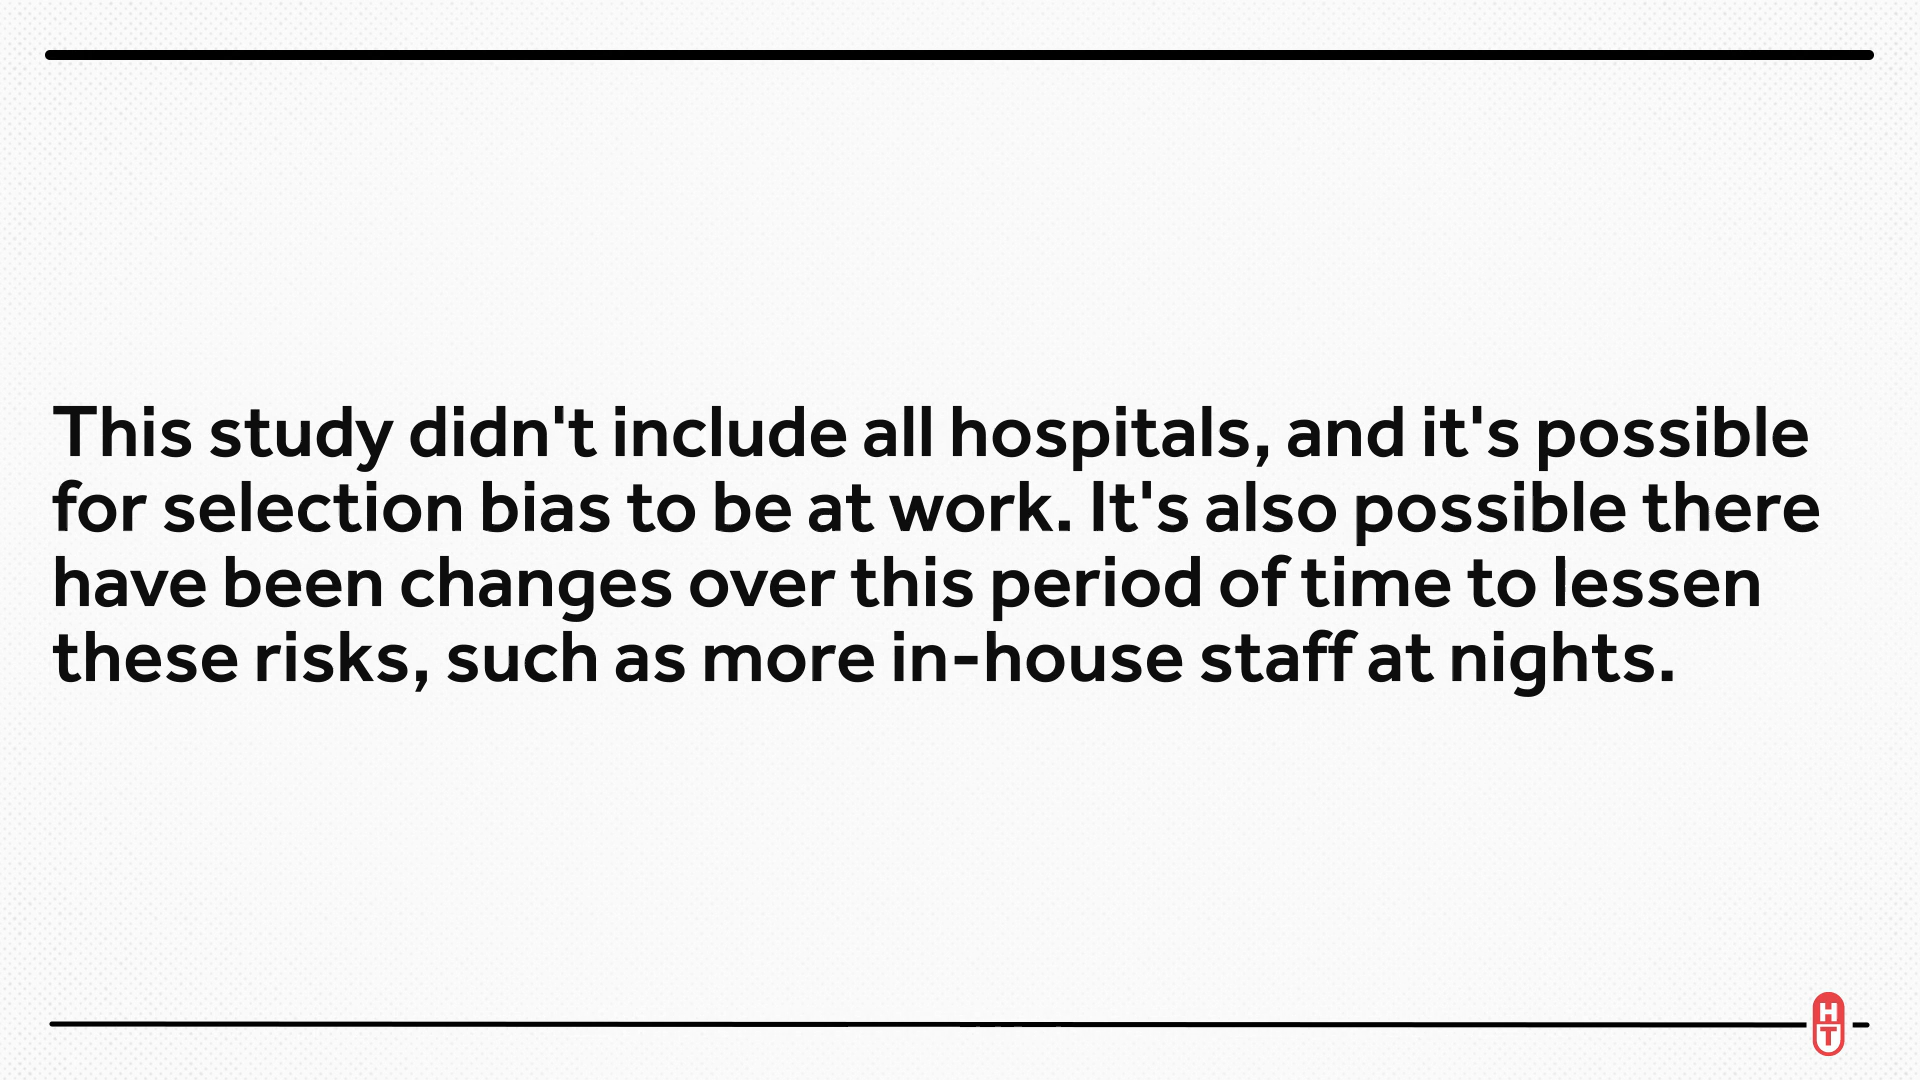 This study didn't include all hospitals, and it's possible
for selection bias to be at work. It's also possible there
have been changes over this period of time to lessen
these risks, such as more in-house staff at nights.
H
T